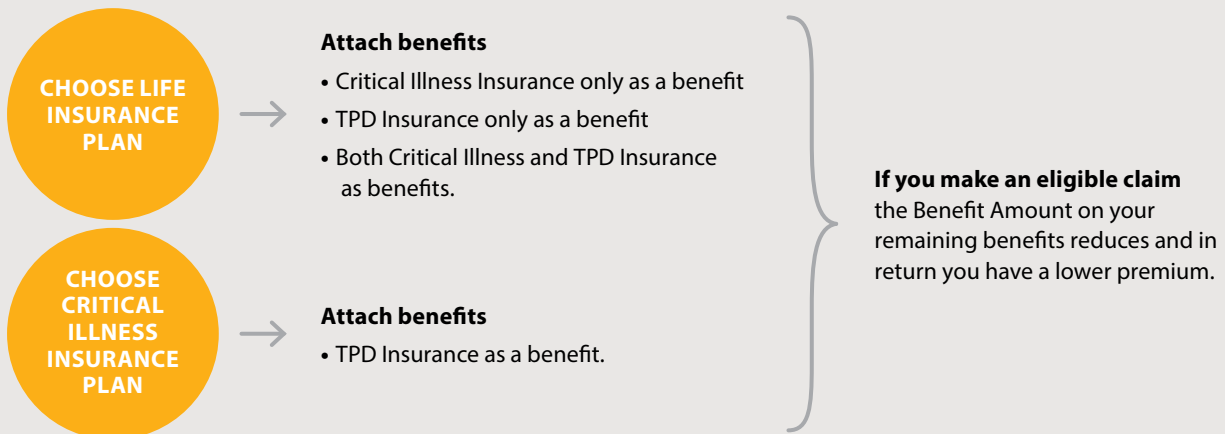 CHOOSE LIFE
INSURANCE
PLAN
Attach benefits
• Critical Illness Insurance only as a benefit
• TPD Insurance only as a benefit
• Both Critical Illness and TPD Insurance
as benefits.
CHOOSE
CRITICAL
ILLNESS
INSURANCE
PLAN
Attach benefits
• TPD Insurance as a benefit.
If you make an eligible claim
the Benefit Amount on your
remaining benefits reduces and in
return you have a lower premium.